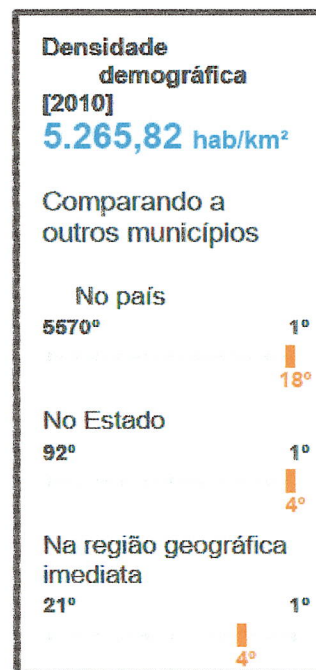 Densidade
demográfica
[2010]
5.265,82 hab/km²
Comparando a
outros municípios
No país
5570º 1º
18º
No Estado
92º 1º
4º
Na região geográfica
imediata
21º 1º
4º